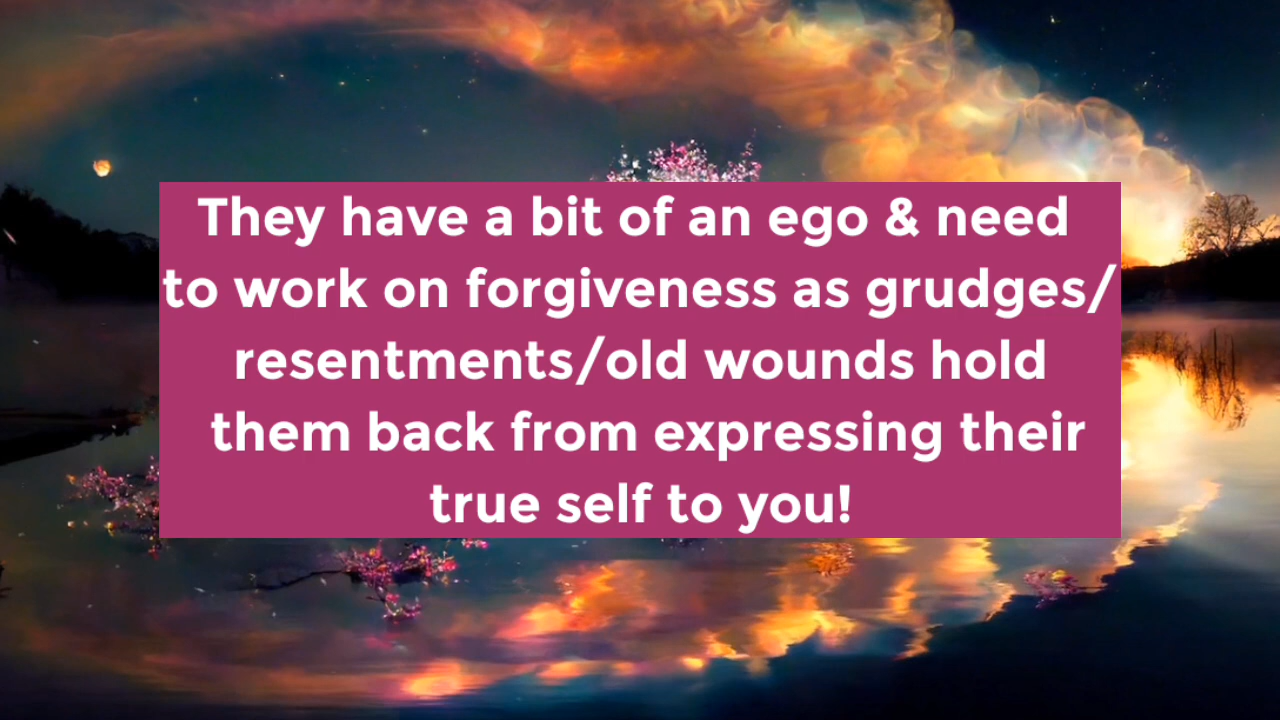 They have a bit of an ego & need
to work on forgiveness as grudges/
resentments/old wounds hold
them back from expressing their
true self to you!